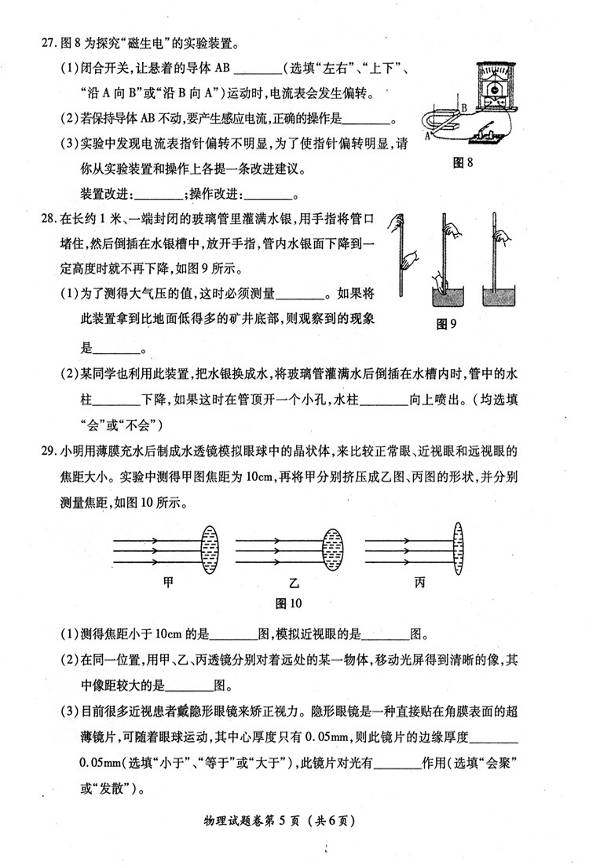 27. 图8为探究“磁生电”的实验装置。
(1)闭合开关,让悬着的导体AB ________(选填“左右”、“上下”、
“沿A向B”或“沿B向A”)运动时,电流表会发生偏转。
(2)若保持导体AB不动,要产生感应电流,正确的操作是________。
(3)实验中发现电流表指针偏转不明显,为了使指针偏转明显,请
你从实验装置和操作上各提一条改进建议。
装置改进:________;操作改进:________。
B
A
图8
28. 在长约1米、一端封闭的玻璃管里灌满水银,用手指将管口
堵住,然后倒插在水银槽中,放开手指,管内水银面下降到一
定高度时就不再下降,如图9所示。
(1)为了测得大气压的值,这时必须测量________。如果将
此装置拿到比地面低得多的矿井底部,则观察到的现象
是________。
图9
(2)某同学也利用此装置,把水银换成水,将玻璃管灌满水后倒插在水槽内时,管中的水
柱________下降,如果这时在管顶开一个小孔,水柱________向上喷出。(均选填
“会”或“不会”)
29. 小明用薄膜充水后制成水透镜模拟眼球中的晶状体,来比较正常眼、近视眼和远视眼的
焦距大小。实验中测得甲图焦距为10cm,再将甲分别挤压成乙图、丙图的形状,并分别
测量焦距,如图10所示。
甲 乙 丙
图10
(1)测得焦距小于10cm的是________图,模拟近视眼的是________图。
(2)在同一位置,用甲、乙、丙透镜分别对着远处的某一物体,移动光屏得到清晰的像,其
中像距较大的是________图。
(3)目前很多近视患者戴隐形眼镜来矫正视力。隐形眼镜是一种直接贴在角膜表面的超
薄镜片,可随着眼球运动,其中心厚度只有0.05mm,则此镜片的边缘厚度________
0.05mm(选填“小于”、“等于”或“大于”),此镜片对光有________作用(选填“会聚”
或“发散”)。
物理试题卷第5页(共6页)